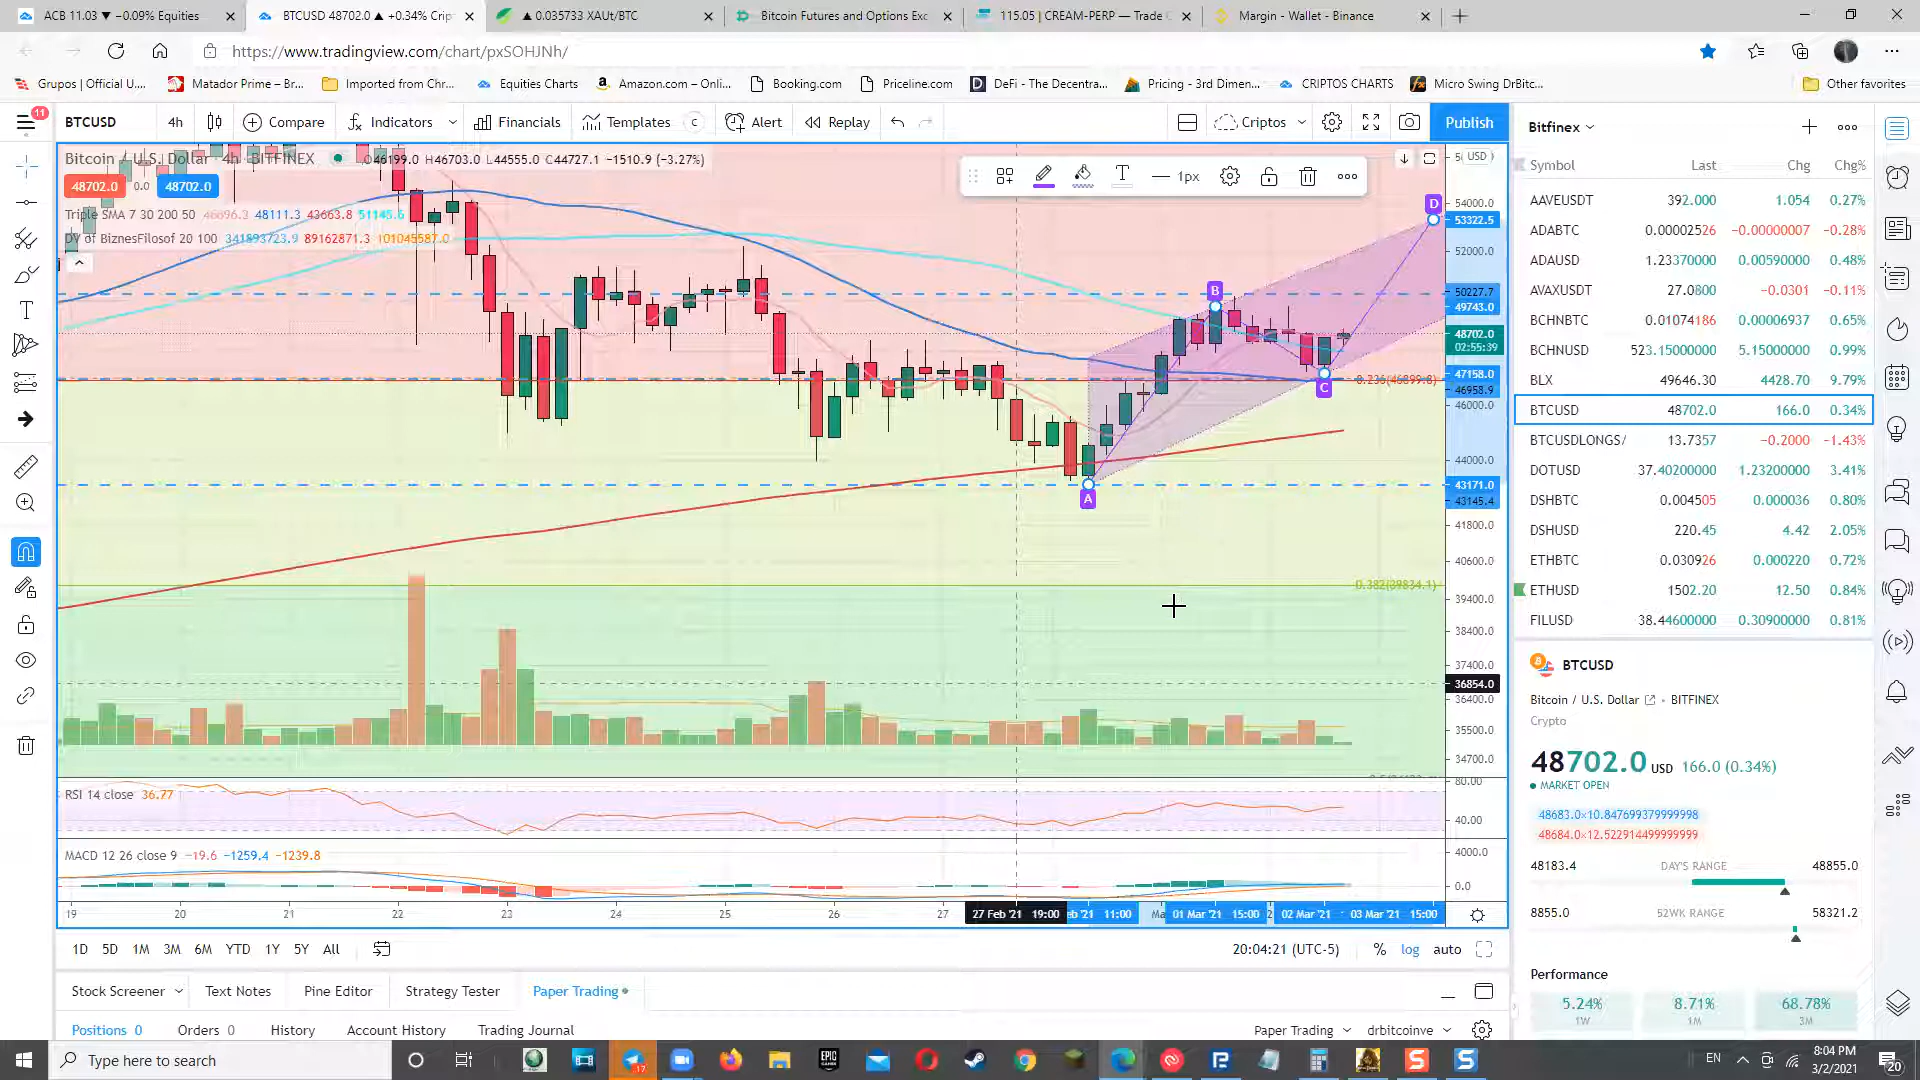 ACB 11.03 ▼ −0.09% Equities
BTCUSD 48702.0 ▲ +0.34% Crip
▲ 0.035733 XAUt/BTC
Bitcoin Futures and Options Exc
115.05 | CREAM-PERP — Trade C
Margin - Wallet - Binance
https://www.tradingview.com/chart/pxSOHJNh/
Grupos | Official U....
Matador Prime – Br...
Imported from Chr...
Equities Charts
Amazon.com – Onli...
Booking.com
Priceline.com
DeFi - The Decentra...
Pricing - 3rd Dimen...
CRIPTOS CHARTS
Micro Swing DrBitc...
Other favorites
11
BTCUSD
4h
Compare
Indicators
Financials
Templates
C
Alert
Replay
Criptos
Publish
Bitcoin / U.S. Dollar · 4h · BITFINEX
O46199.0 H46703.0 L44555.0 C44727.1 −1510.9 (−3.27%)
48702.0 0.0 48702.0
Triple SMA 7 30 200 50 46696.3 48111.3 43663.8 51145.6
DV of BiznesFilosof 20 100 341893723.9 89162871.3 101045587.0
1px
USD
A
B
C
D
54000.0
53322.5
52000.0
50227.7
49743.0
48702.0
02:55:39
47158.0
46958.9
46000.0
44000.0
43171.0
43145.4
41800.0
40600.0
39400.0
38400.0
37400.0
36854.0
36400.0
35500.0
34700.0
0.236(46899.8)
0.382(39834.1)
RSI 14 close 36.77
80.00
40.00
MACD 12 26 close 9 −19.6 −1259.4 −1239.8
4000.0
0.0
19 20 21 22 23 24 25 26 27
27 Feb '21 19:00
eb '21 11:00
Ma
01 Mar '21 15:00
2
02 Mar '21
03 Mar '21 15:00
1D 5D 1M 3M 6M YTD 1Y 5Y All
20:04:21 (UTC-5)
% log auto
Stock Screener
Text Notes
Pine Editor
Strategy Tester
Paper Trading
Positions 0
Orders 0
History
Account History
Trading Journal
Paper Trading
drbitcoinve
Bitfinex
Symbol Last Chg Chg%
AAVEUSDT 392.000 1.054 0.27%
ADABTC 0.00002526 −0.00000007 −0.28%
ADAUSD 1.23370000 0.00590000 0.48%
AVAXUSDT 27.0800 −0.0301 −0.11%
BCHNBTC 0.01074186 0.00006937 0.65%
BCHNUSD 523.15000000 5.15000000 0.99%
BLX 49646.30 4428.70 9.79%
BTCUSD 48702.0 166.0 0.34%
BTCUSDLONGS/ 13.7357 −0.2000 −1.43%
DOTUSD 37.40200000 1.23200000 3.41%
DSHBTC 0.004505 0.000036 0.80%
DSHUSD 220.45 4.42 2.05%
ETHBTC 0.030926 0.000220 0.72%
ETHUSD 1502.20 12.50 0.84%
FILUSD 38.44600000 0.30900000 0.81%
BTCUSD
Bitcoin / U.S. Dollar • BITFINEX
Crypto
48702.0 USD 166.0 (0.34%)
MARKET OPEN
48683.0×10.847699379999998
48684.0×12.522914499999999
48183.4 DAY'S RANGE 48855.0
8855.0 52WK RANGE 58321.2
Performance
5.24% 8.71% 68.78%
1W 1M 3M
Type here to search
EPIC GAMES
17
EN
8:04 PM
3/2/2021
20